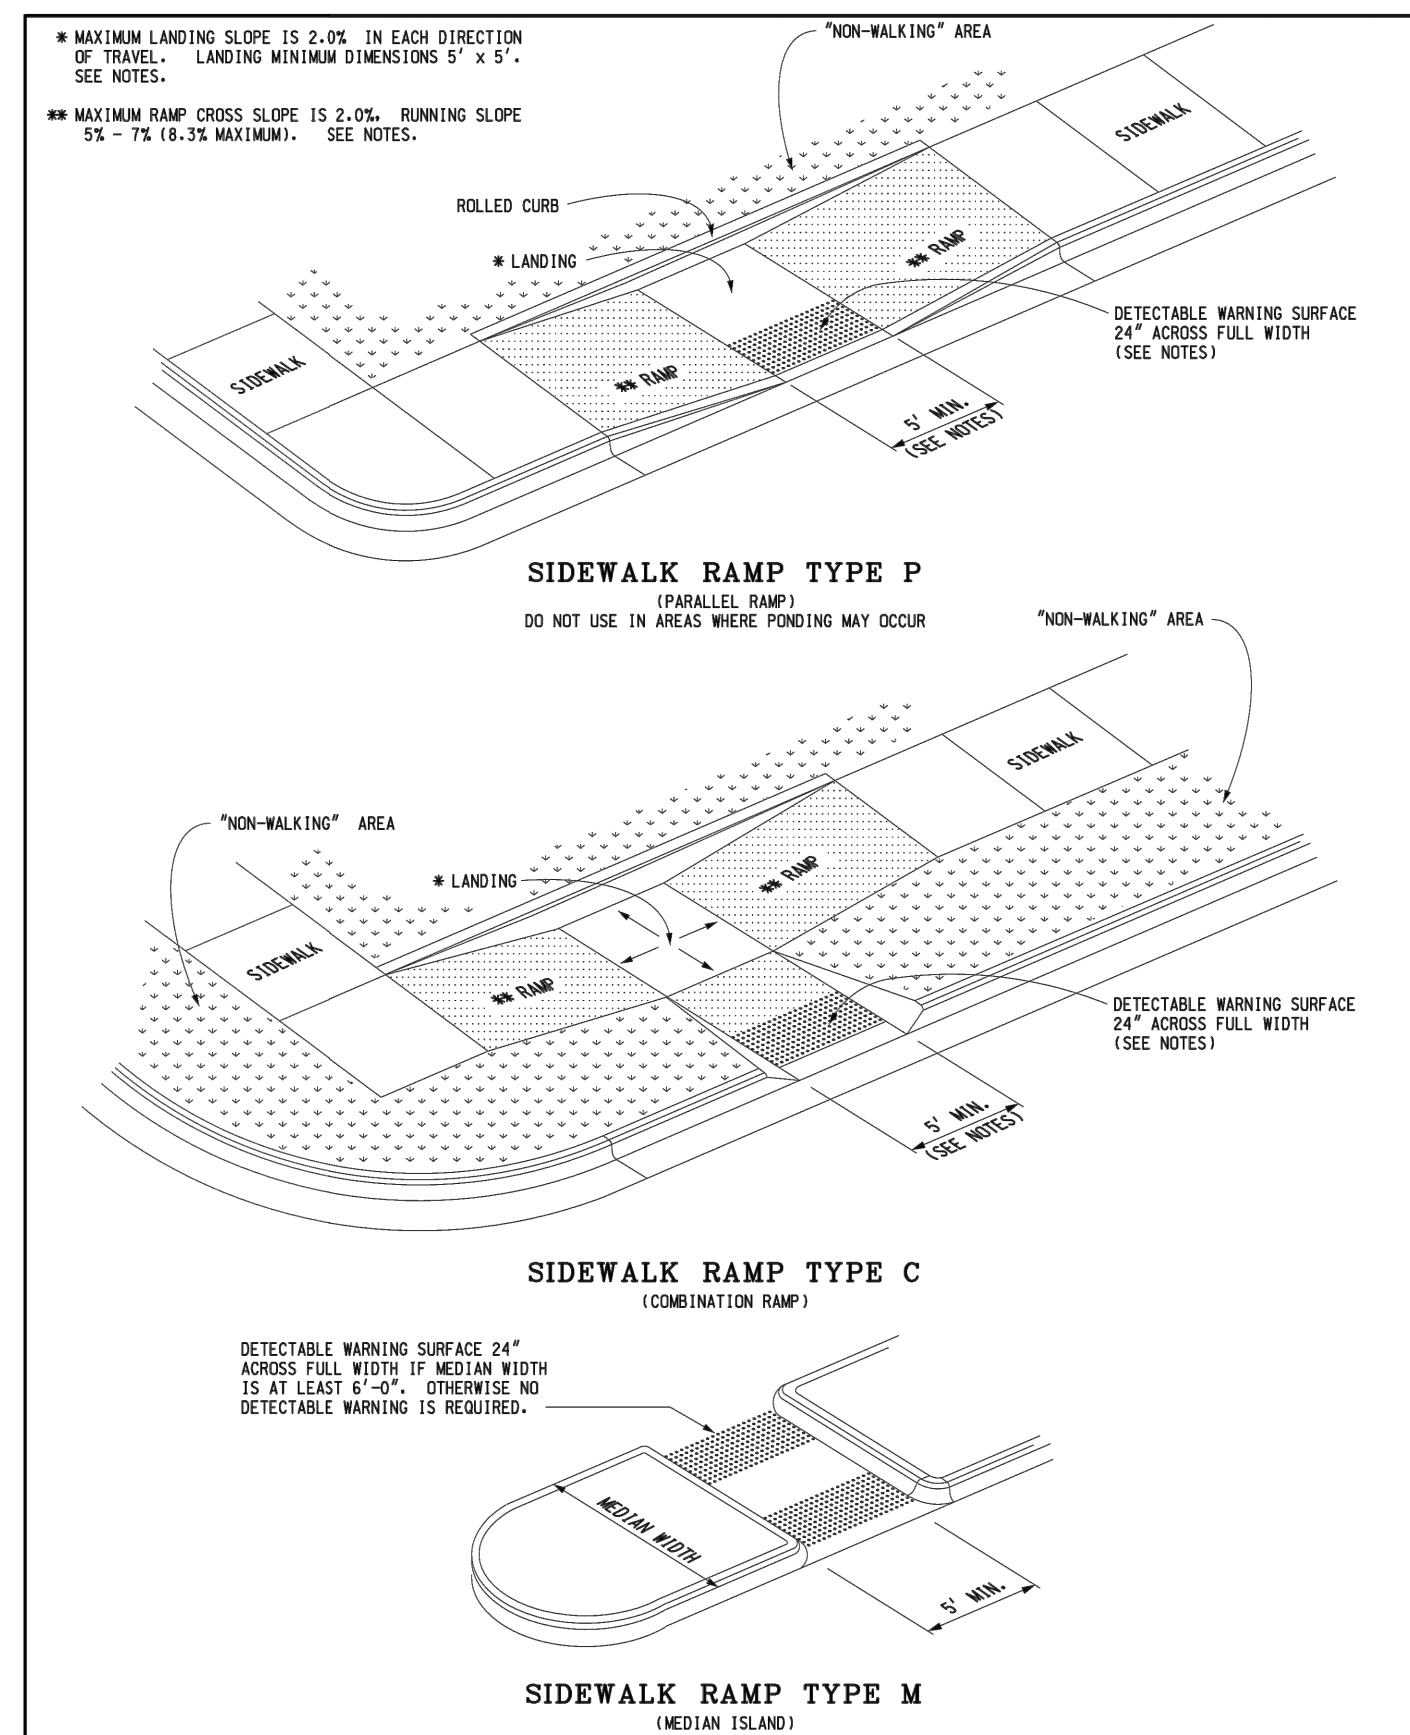 * MAXIMUM LANDING SLOPE IS 2.0% IN EACH DIRECTION
OF TRAVEL. LANDING MINIMUM DIMENSIONS 5' x 5'.
SEE NOTES.
** MAXIMUM RAMP CROSS SLOPE IS 2.0%, RUNNING SLOPE
5% - 7% (8.3% MAXIMUM). SEE NOTES.
"NON-WALKING" AREA
SIDEWALK
ROLLED CURB
* LANDING
** RAMP
DETECTABLE WARNING SURFACE
24" ACROSS FULL WIDTH
(SEE NOTES)
SIDEWALK
** RAMP
5' MIN.
(SEE NOTES)
SIDEWALK RAMP TYPE P
(PARALLEL RAMP)
DO NOT USE IN AREAS WHERE PONDING MAY OCCUR
"NON-WALKING" AREA
SIDEWALK
"NON-WALKING" AREA
* LANDING
** RAMP
SIDEWALK
** RAMP
DETECTABLE WARNING SURFACE
24" ACROSS FULL WIDTH
(SEE NOTES)
5' MIN.
(SEE NOTES)
SIDEWALK RAMP TYPE C
(COMBINATION RAMP)
DETECTABLE WARNING SURFACE 24"
ACROSS FULL WIDTH IF MEDIAN WIDTH
IS AT LEAST 6'-0". OTHERWISE NO
DETECTABLE WARNING IS REQUIRED.
MEDIAN WIDTH
5' MIN.
SIDEWALK RAMP TYPE M
(MEDIAN ISLAND)